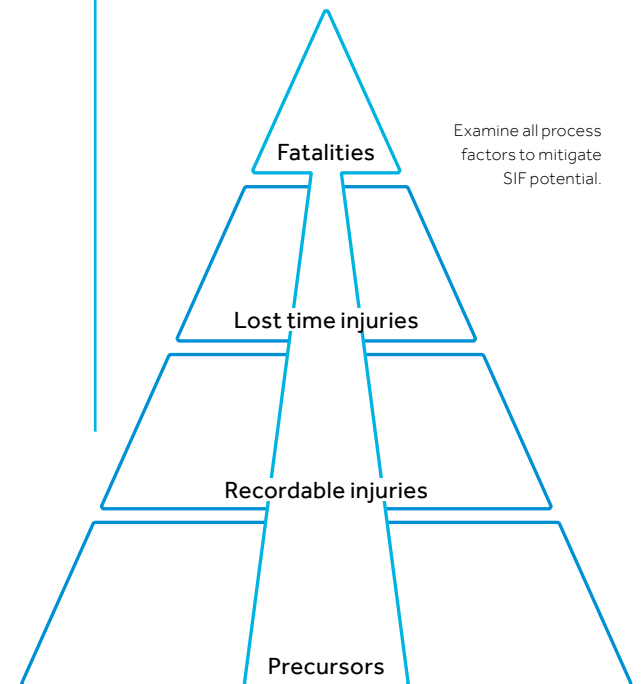 Examine all process
factors to mitigate
SIF potential.
Fatalities
Lost time injuries
Recordable injuries
Precursors